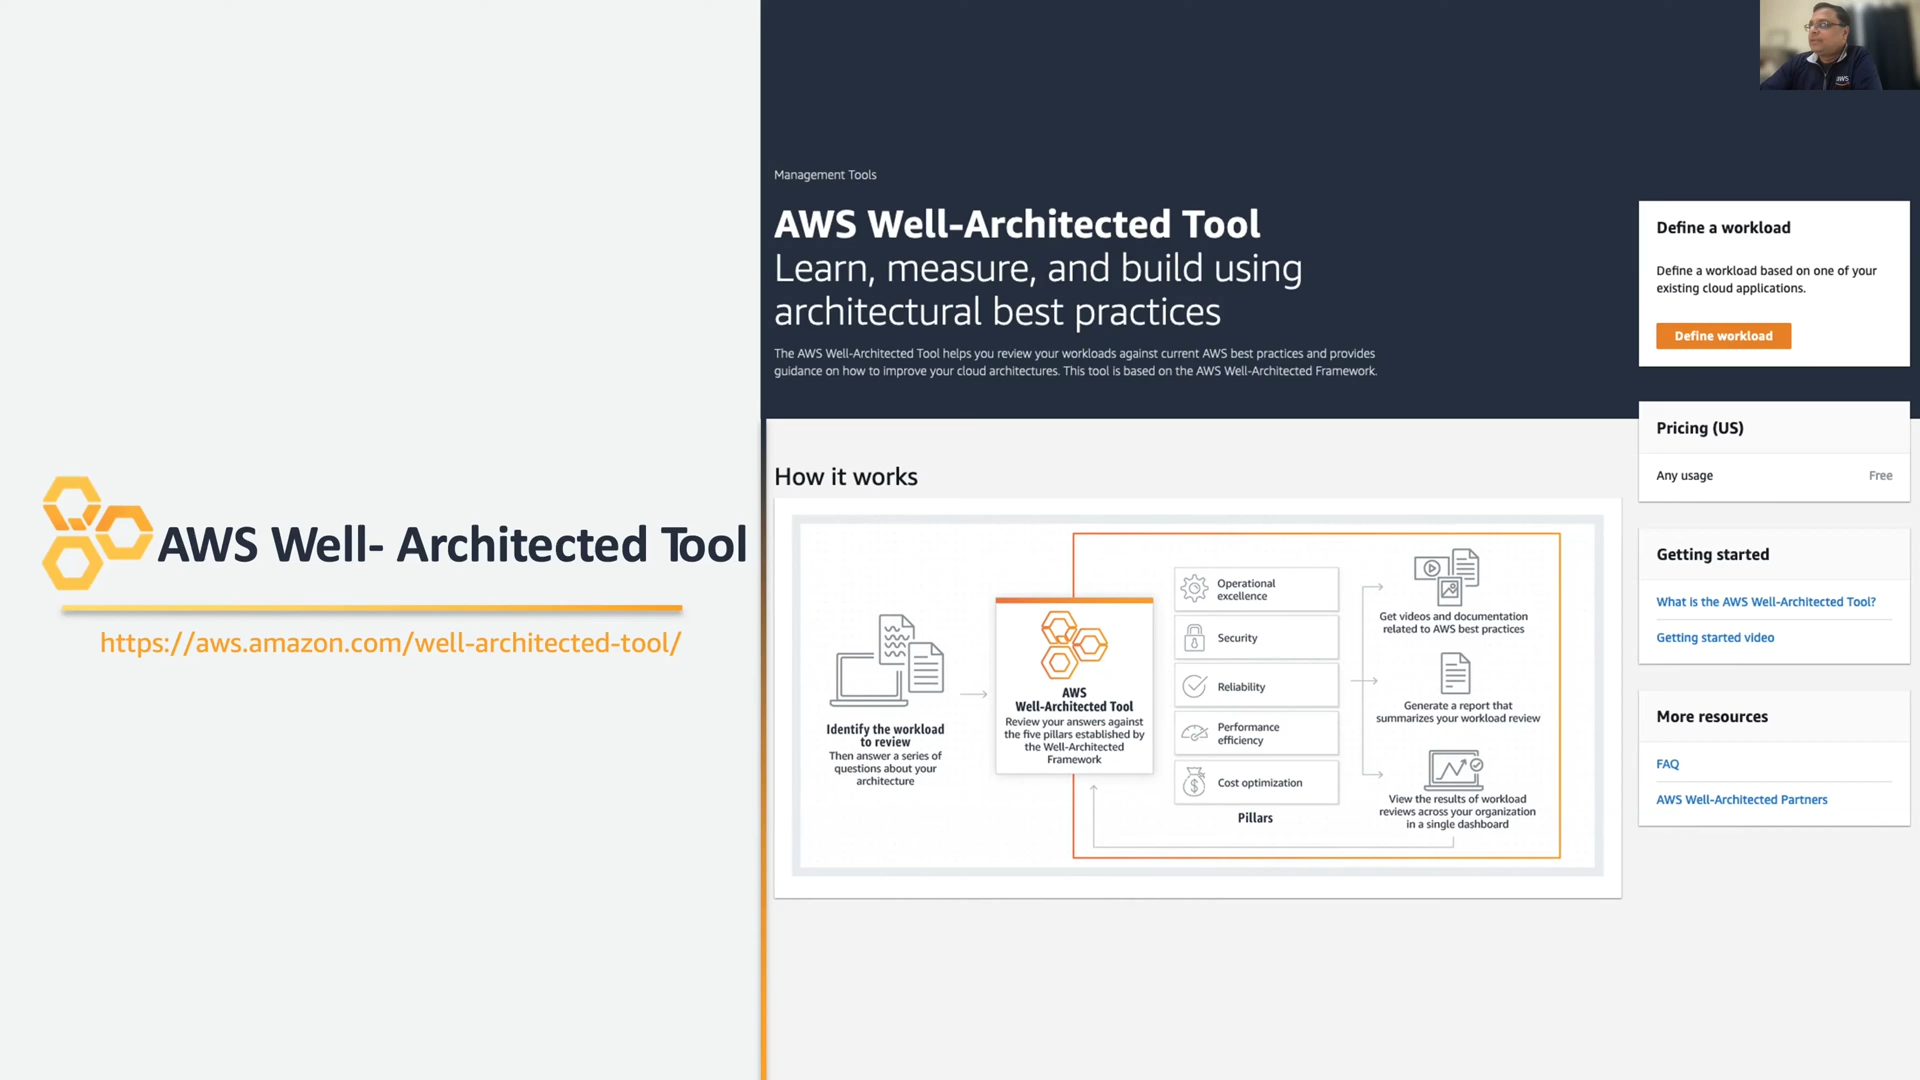 AWS Well- Architected Tool
https://aws.amazon.com/well-architected-tool/
Management Tools
AWS Well-Architected Tool
Learn, measure, and build using
architectural best practices
The AWS Well-Architected Tool helps you review your workloads against current AWS best practices and provides
guidance on how to improve your cloud architectures. This tool is based on the AWS Well-Architected Framework.
How it works
Identify the workload
to review
Then answer a series of
questions about your
architecture
AWS
Well-Architected Tool
Review your answers against
the five pillars established by
the Well-Architected
Framework
Operational
excellence
Security
Reliability
Performance
efficiency
Cost optimization
Pillars
Get videos and documentation
related to AWS best practices
Generate a report that
summarizes your workload review
View the results of workload
reviews across your organization
in a single dashboard
Define a workload
Define a workload based on one of your
existing cloud applications.
Define workload
Pricing (US)
Any usage Free
Getting started
What is the AWS Well-Architected Tool?
Getting started video
More resources
FAQ
AWS Well-Architected Partners
aws